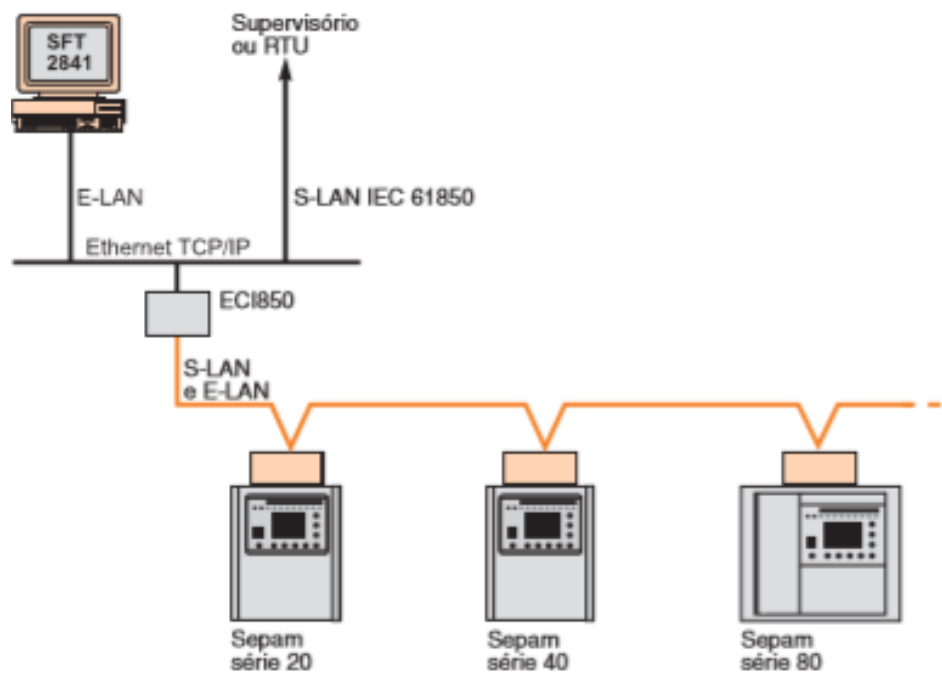 SFT
2841
Supervisório
ou RTU
E-LAN
S-LAN IEC 61850
Ethernet TCP/IP
ECI850
S-LAN
e E-LAN
Sepam
série 20
Sepam
série 40
Sepam
série 80